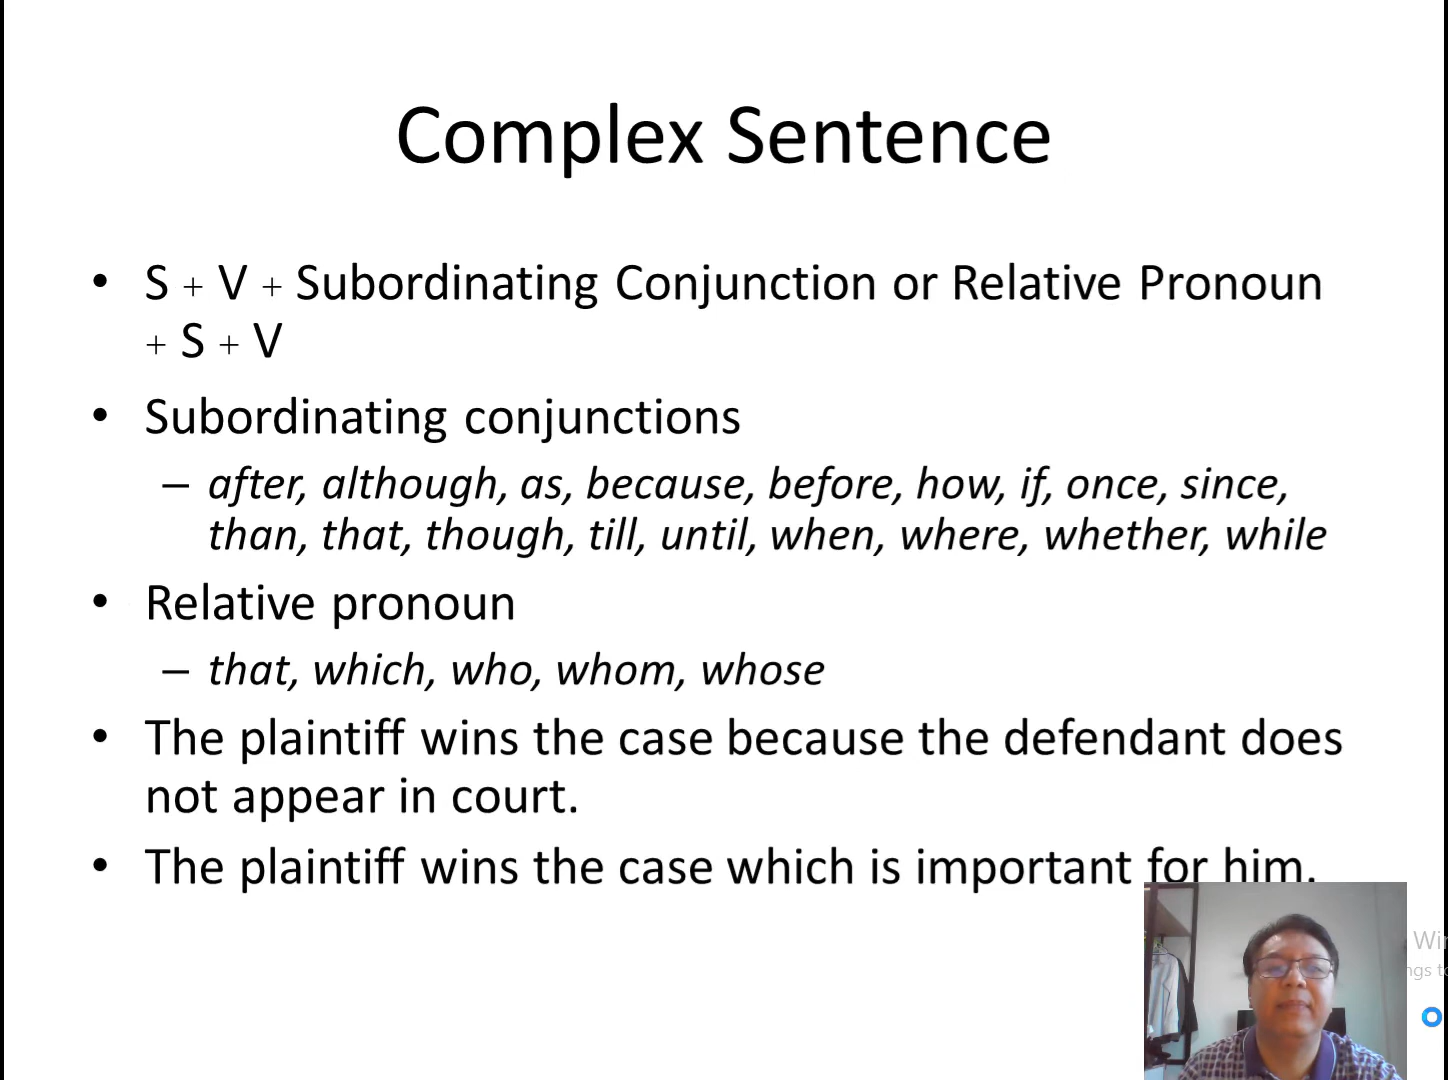 Complex Sentence
• S + V + Subordinating Conjunction or Relative Pronoun
+ S + V
• Subordinating conjunctions
– after, although, as, because, before, how, if, once, since,
than, that, though, till, until, when, where, whether, while
• Relative pronoun
– that, which, who, whom, whose
• The plaintiff wins the case because the defendant does
not appear in court.
• The plaintiff wins the case which is important for him.